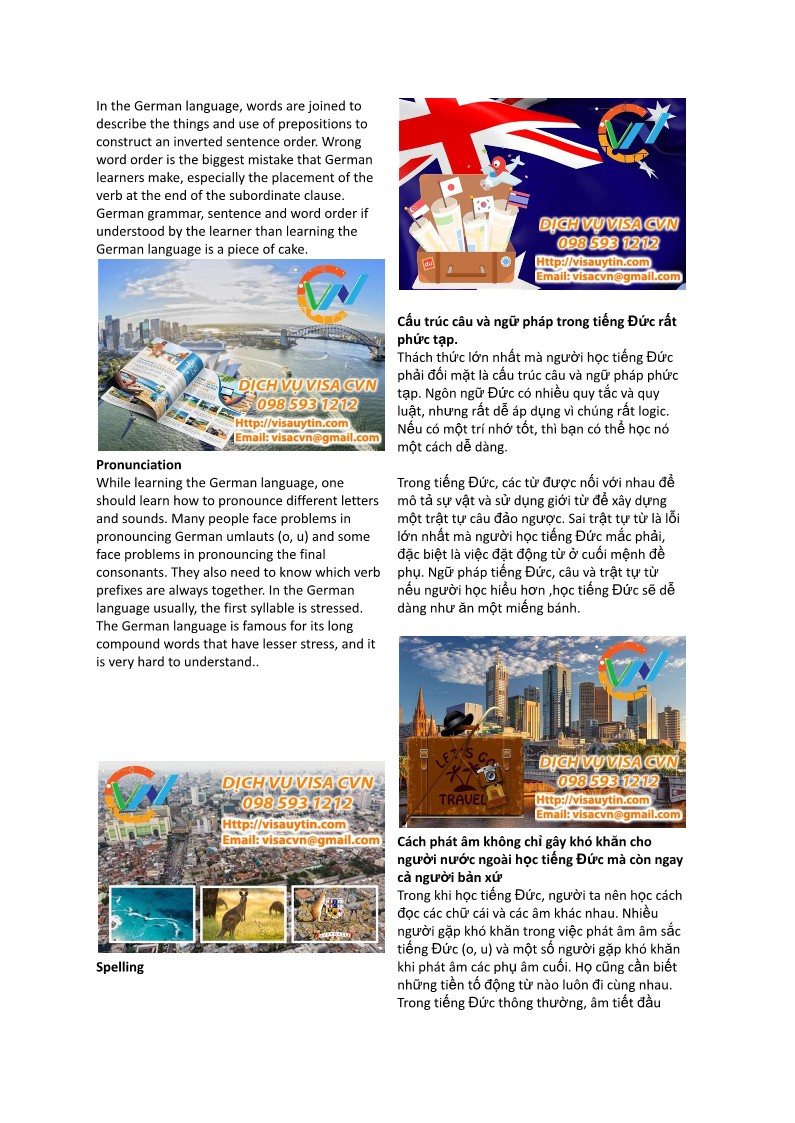 In the German language, words are joined to
describe the things and use of prepositions to
construct an inverted sentence order. Wrong
word order is the biggest mistake that German
learners make, especially the placement of the
verb at the end of the subordinate clause.
German grammar, sentence and word order if
understood by the learner than learning the
German language is a piece of cake.
DỊCH VỤ VISA CVN
098 593 1212
Http://visauytin.com
Email: visacvn@gmail.com
Pronunciation
While learning the German language, one
should learn how to pronounce different letters
and sounds. Many people face problems in
pronouncing German umlauts (o, u) and some
face problems in pronouncing the final
consonants. They also need to know which verb
prefixes are always together. In the German
language usually, the first syllable is stressed.
The German language is famous for its long
compound words that have lesser stress, and it
is very hard to understand..
DỊCH VỤ VISA CVN
098 593 1212
Http://visauytin.com
Email: visacvn@gmail.com
Spelling
DỊCH VỤ VISA CVN
098 593 1212
Http://visauytin.com
Email: visacvn@gmail.com
Cấu trúc câu và ngữ pháp trong tiếng Đức rất
phức tạp.
Thách thức lớn nhất mà người học tiếng Đức
phải đối mặt là cấu trúc câu và ngữ pháp phức
tạp. Ngôn ngữ Đức có nhiều quy tắc và quy
luật, nhưng rất dễ áp dụng vì chúng rất logic.
Nếu có một trí nhớ tốt, thì bạn có thể học nó
một cách dễ dàng.
Trong tiếng Đức, các từ được nối với nhau để
mô tả sự vật và sử dụng giới từ để xây dựng
một trật tự câu đảo ngược. Sai trật tự từ là lỗi
lớn nhất mà người học tiếng Đức mắc phải,
đặc biệt là việc đặt động từ ở cuối mệnh đề
phụ. Ngữ pháp tiếng Đức, câu và trật tự từ
nếu người học hiểu hơn ,học tiếng Đức sẽ dễ
dàng như ăn một miếng bánh.
LET'S GO
TRAVEL
DỊCH VỤ VISA CVN
098 593 1212
Http://visauytin.com
Email: visacvn@gmail.com
Cách phát âm không chỉ gây khó khăn cho
người nước ngoài học tiếng Đức mà còn ngay
cả người bản xứ
Trong khi học tiếng Đức, người ta nên học cách
đọc các chữ cái và các âm khác nhau. Nhiều
người gặp khó khăn trong việc phát âm âm sắc
tiếng Đức (o, u) và một số người gặp khó khăn
khi phát âm các phụ âm cuối. Họ cũng cần biết
những tiền tố động từ nào luôn đi cùng nhau.
Trong tiếng Đức thông thường, âm tiết đầu